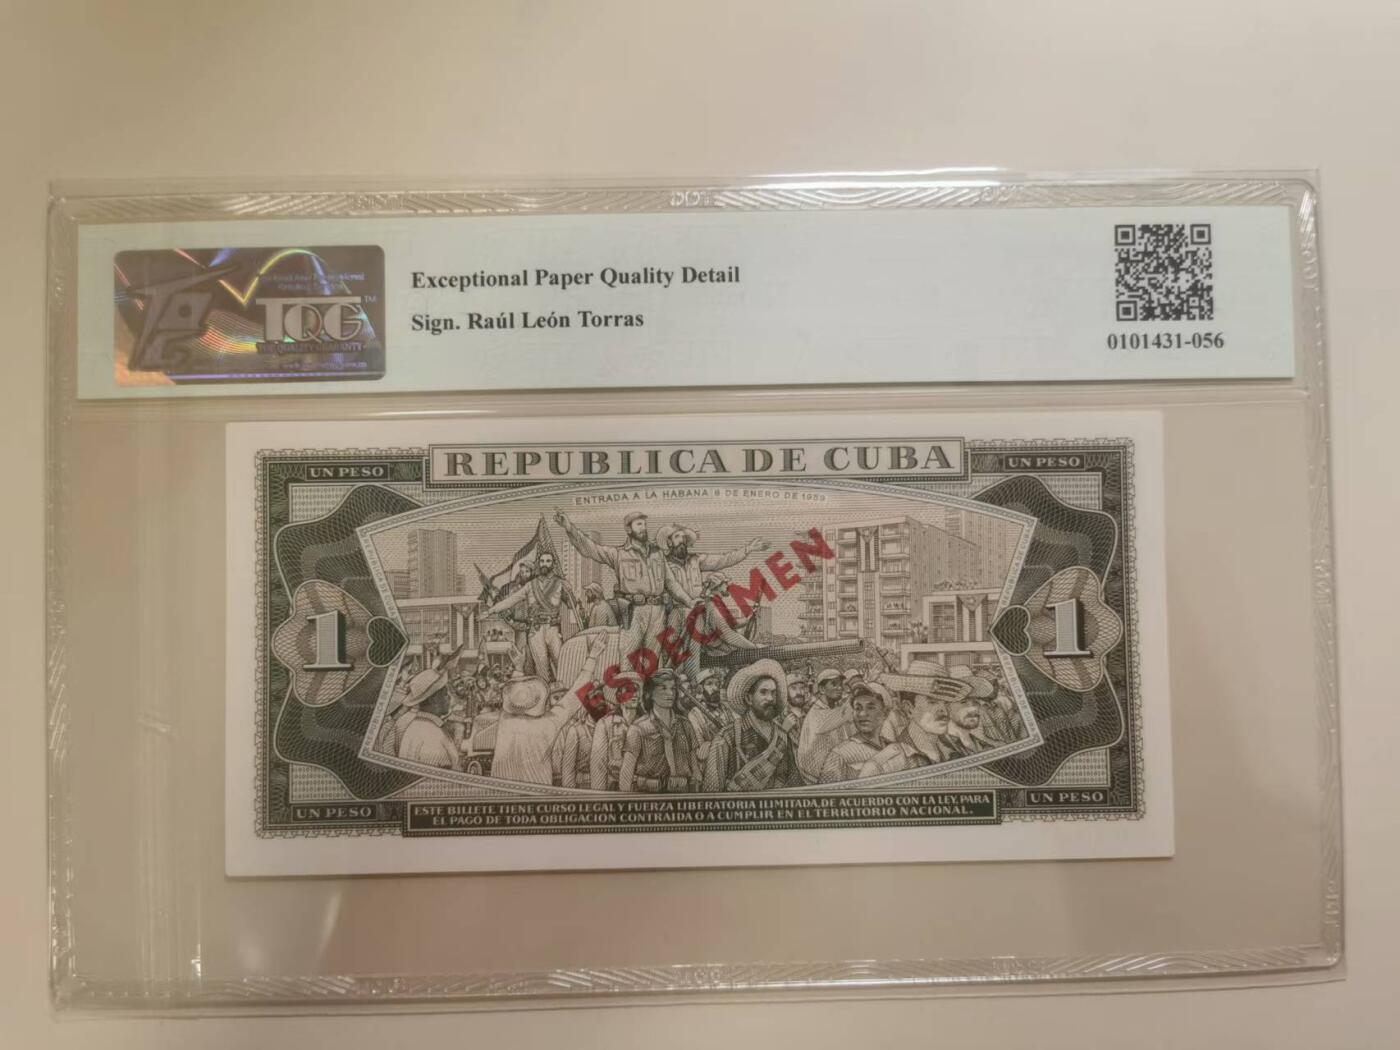 TQG™
Exceptional Paper Quality Detail
Sign. Raúl León Torras
0101431-056
REPUBLICA DE CUBA
UN PESO
UN PESO
ENTRADA A LA HABANA 8 DE ENERO DE 1959
ESPECIMEN
1
1
UN PESO
UN PESO
ESTE BILLETE TIENE CURSO LEGAL Y FUERZA LIBERATORIA ILIMITADA, DE ACUERDO CON LA LEY, PARA
EL PAGO DE TODA OBLIGACION CONTRAIDA O A CUMPLIR EN EL TERRITORIO NACIONAL.